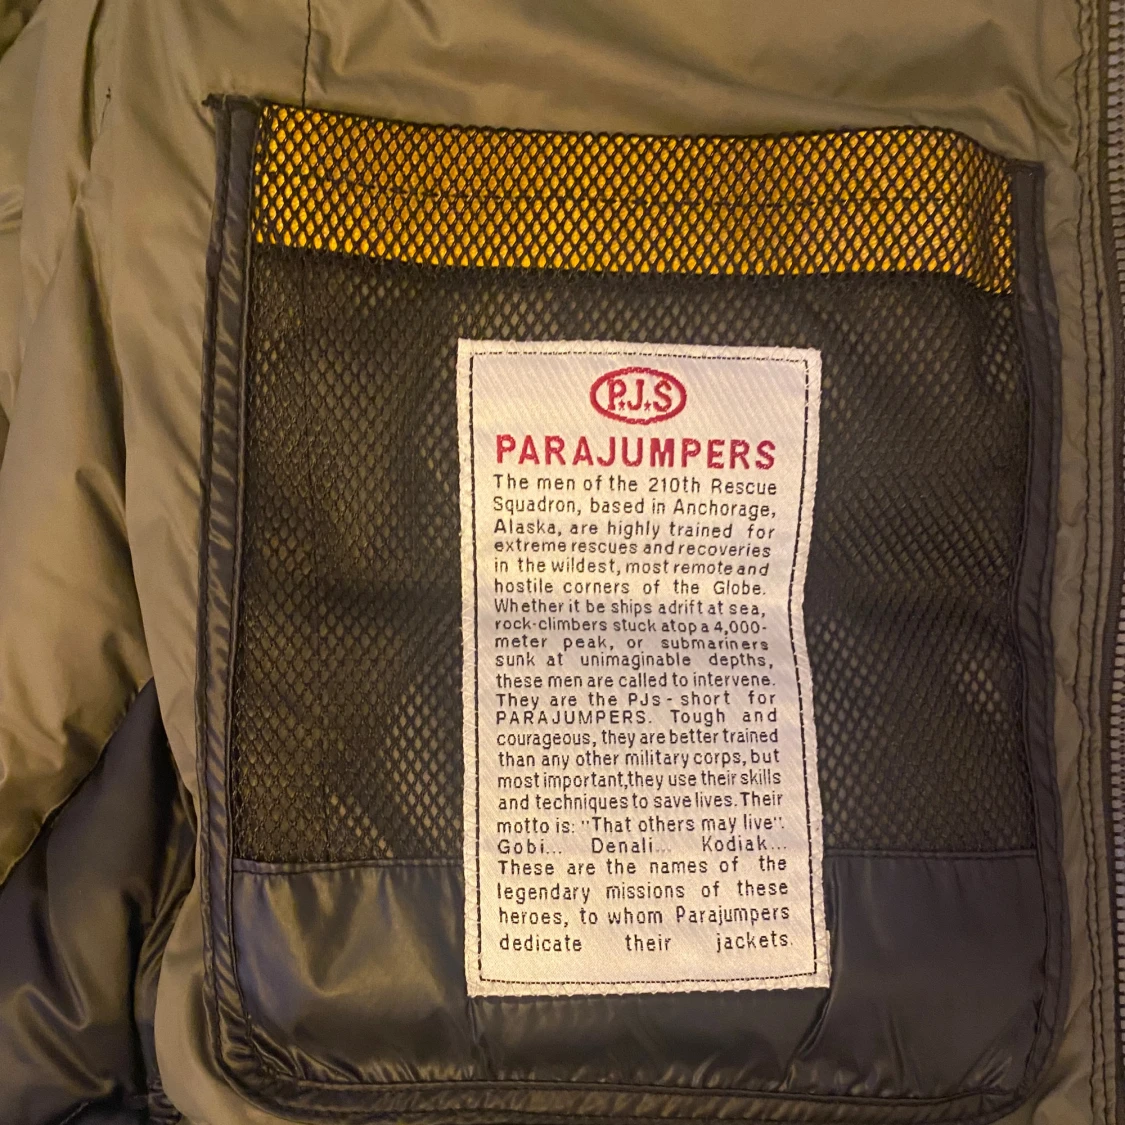 P.J.S
PARAJUMPERS
The men of the 210th Rescue
Squadron, based in Anchorage,
Alaska, are highly trained for
extreme rescues and recoveries
in the wildest, most remote and
hostile corners of the Globe.
Whether it be ships adrift at sea,
rock-climbers stuck atop a 4,000-
meter peak, or submariners
sunk at unimaginable depths,
these men are called to intervene.
They are the PJs - short for
PARAJUMPERS. Tough and
courageous, they are better trained
than any other military corps, but
most important,they use their skills
and techniques to save lives. Their
motto is: "That others may live".
Gobi... Denali... Kodiak...
These are the names of the
legendary missions of these
heroes, to whom Parajumpers
dedicate their jackets.